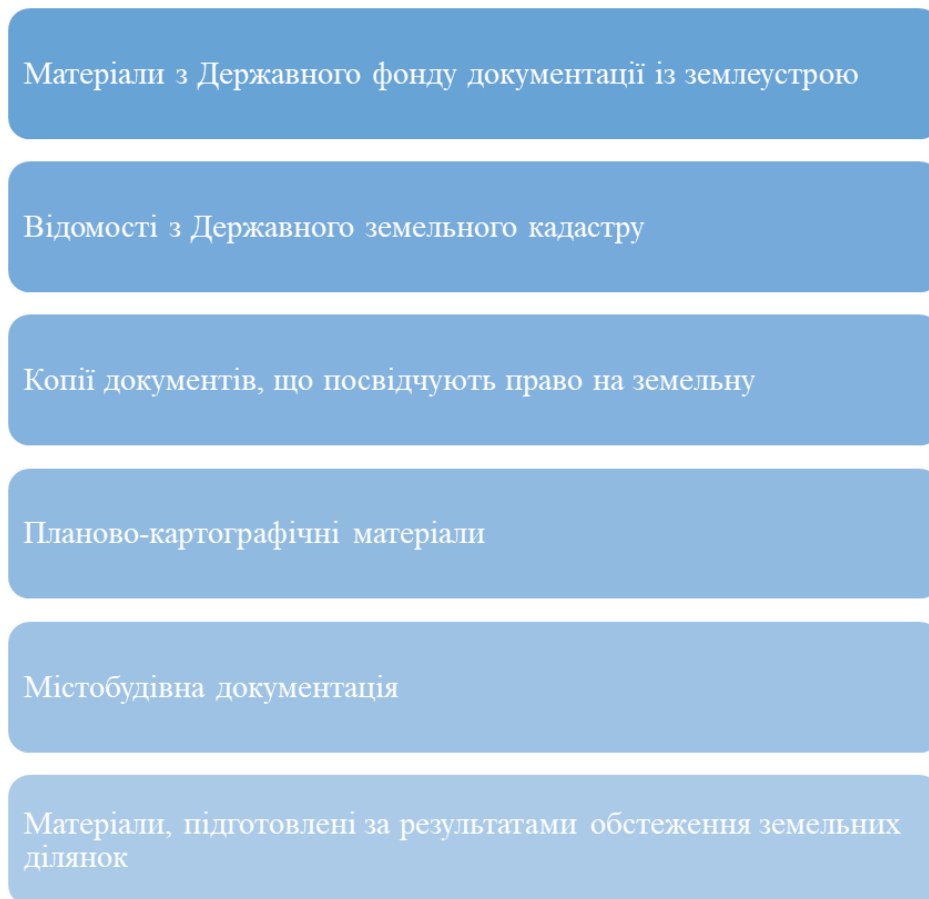 Матеріали з Державного фонду документації із землеустрою
Відомості з Державного земельного кадастру
Копії документів, що посвідчують право на земельну
Планово-картографічні матеріали
Містобудівна документація
Матеріали, підготовлені за результатами обстеження земельних
ділянок